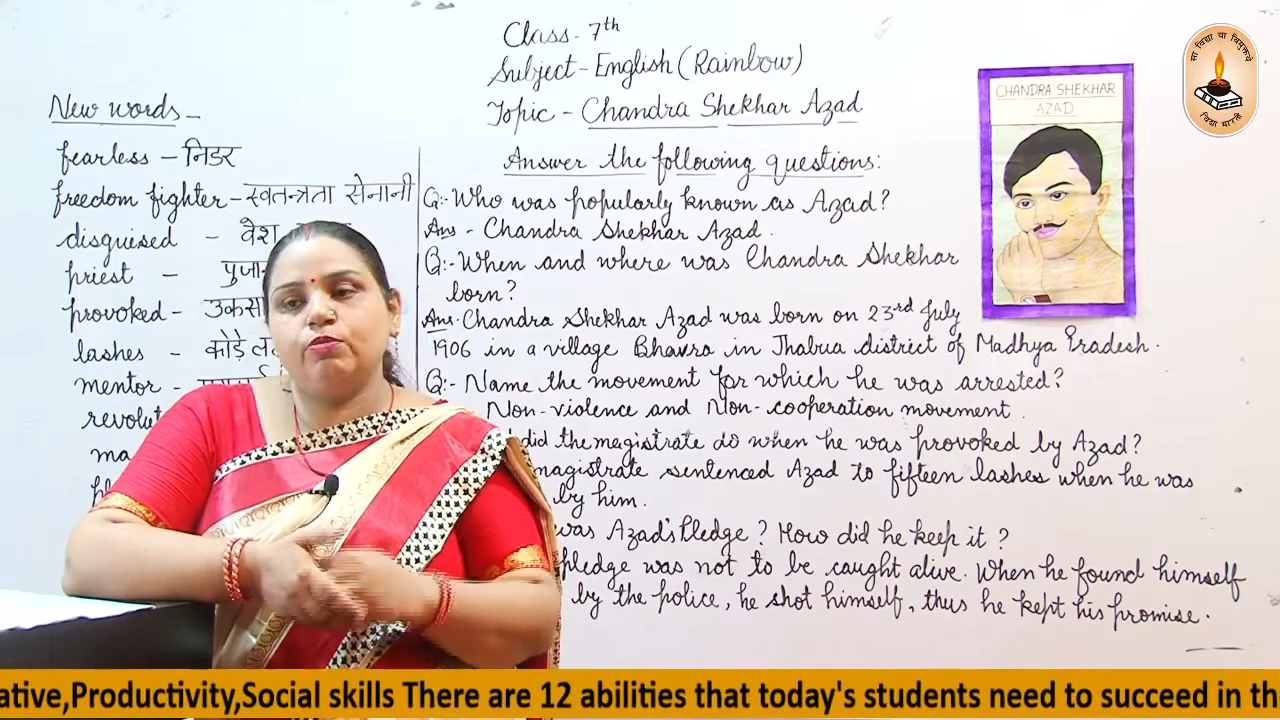 Class- 7th
Subject- English (Rainbow)
Topic - Chandra Shekhar Azad
New words -
fearless - निडर
freedom fighter - स्वतन्त्रता सेनानी
disguised - वेश
priest -
provoked -
lashes - कोड़े
mentor -
Answer the following questions:
Q:- Who was popularly known as Azad?
Ans - Chandra Shekhar Azad.
Q:- When and where was Chandra Shekhar
born?
Ans. Chandra Shekhar Azad was born on 23rd July
1906 in a village Bhavra in Jhabua district of Madhya Pradesh.
Q:- Name the movement for which he was arrested?
Non-violence and Non-cooperation movement.
did the magistrate do when he was provoked by Azad?
magistrate sentenced Azad to fifteen lashes when he was
by him.
was Azad's Pledge? How did he keep it?
pledge was not to be caught alive. When he found himself
by the police, he shot himself, thus he kept his promise.
CHANDRA SHEKHAR
AZAD
सा विद्या या विमुक्तये
विद्या भारती
ative,Productivity,Social skills There are 12 abilities that today's students need to succeed in th